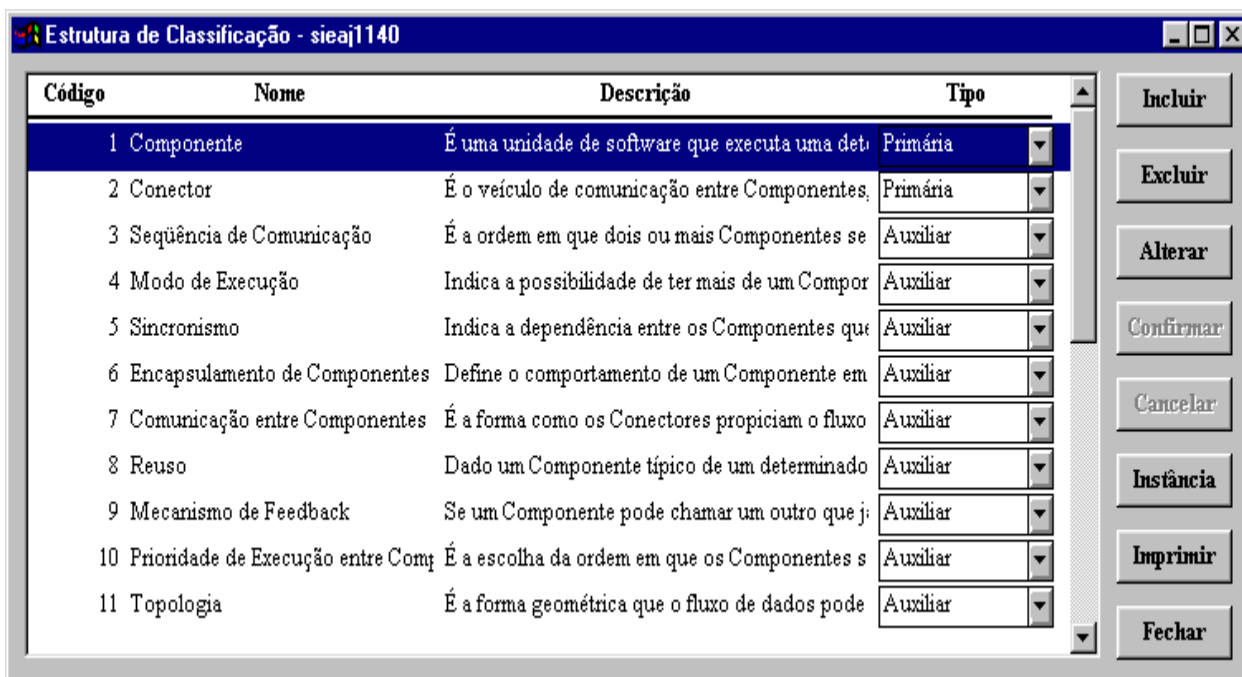 Estrutura de Classificação - sieaj1140
Código Nome Descrição Tipo
1 Componente É uma unidade de software que executa uma Primária
2 Conector É o veículo de comunicação entre Componentes, Primária
3 Seqüência de Comunicação É a ordem em que dois ou mais Componentes se Auxiliar
4 Modo de Execução Indica a possibilidade de ter mais de um Compor Auxiliar
5 Sincronismo Indica a dependência entre os Componentes que Auxiliar
6 Encapsulamento de Componentes Define o comportamento de um Componente em Auxiliar
7 Comunicação entre Componentes É a forma como os Conectores propiciam o fluxo Auxiliar
8 Reuso Dado um Componente típico de um determinado Auxiliar
9 Mecanismo de Feedback Se um Componente pode chamar um outro que Auxiliar
10 Prioridade de Execução entre É a escolha da ordem em que os Componentes s Auxiliar
11 Topologia É a forma geométrica que o fluxo de dados pode Auxiliar
Incluir
Excluir
Alterar
Confirmar
Cancelar
Instância
Imprimir
Fechar